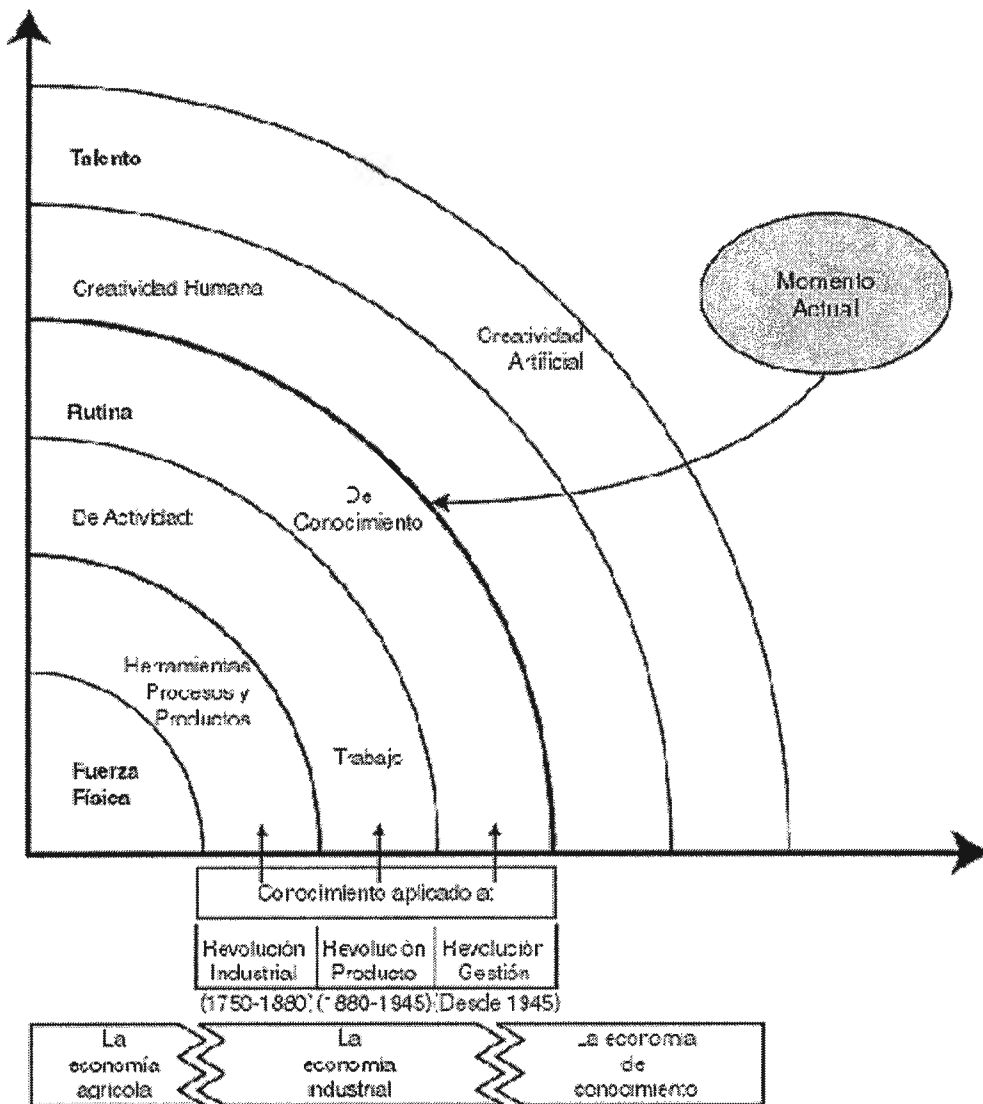 Talento
Creatividad Humana
Momento
Actual
Creatividad
Artificial
Rutina
De
Conocimiento
De Actividad
Herramientas
Procesos y
Productos
Trabajo
Fuerza
Física
Conocimiento aplicado a:
Revolución
Industrial
(1750-1880)
Revolución
Producto
(1880-1945)
Revolución
Gestión
(Desde 1945)
La
economía
agrícola
La
economía
industrial
La economía
de
conocimiento